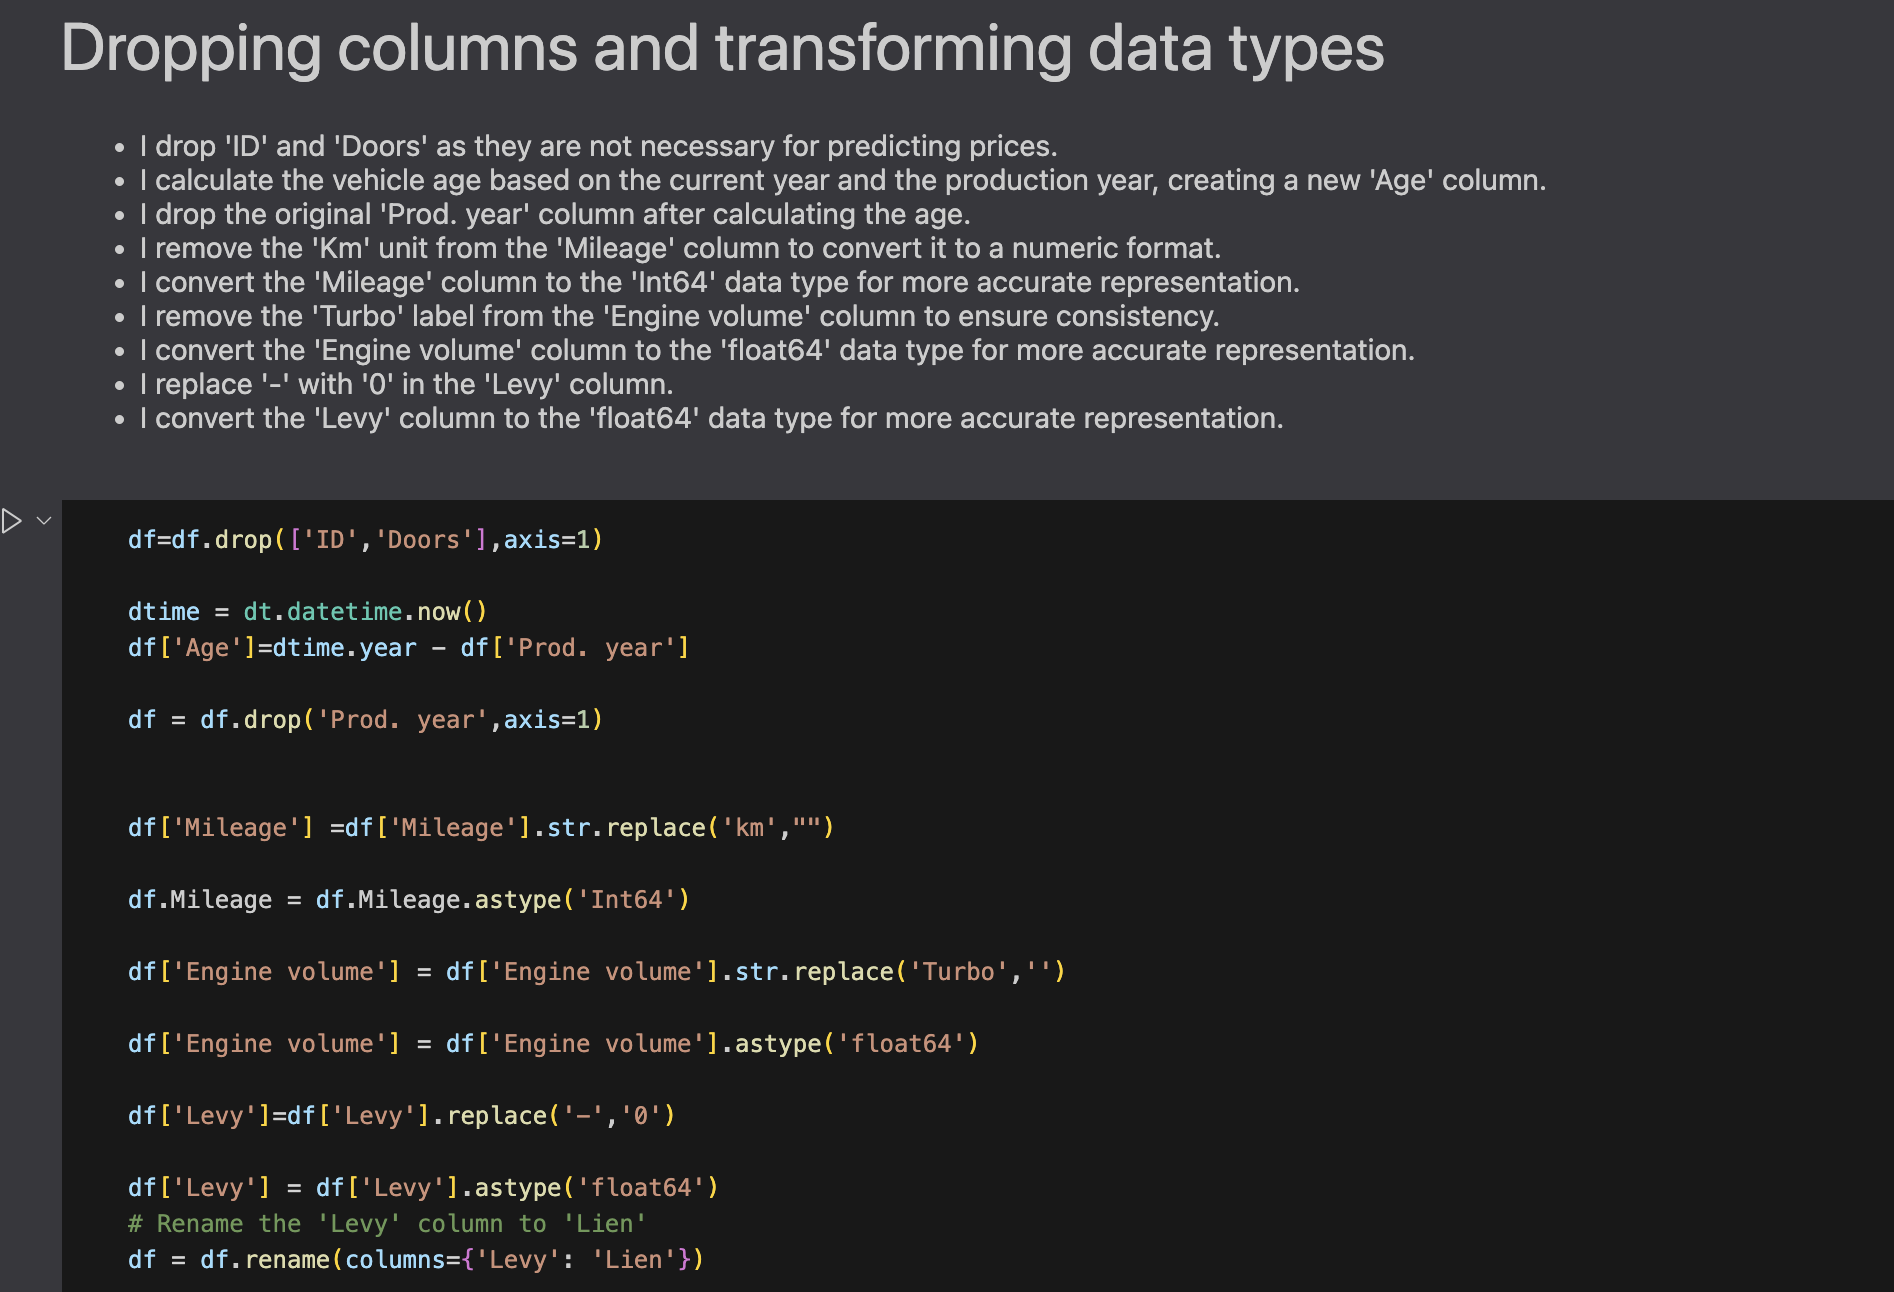 Dropping columns and transforming data types
• I drop 'ID' and 'Doors' as they are not necessary for predicting prices.
• I calculate the vehicle age based on the current year and the production year, creating a new 'Age' column.
• I drop the original 'Prod. year' column after calculating the age.
• I remove the 'Km' unit from the 'Mileage' column to convert it to a numeric format.
• I convert the 'Mileage' column to the 'Int64' data type for more accurate representation.
• I remove the 'Turbo' label from the 'Engine volume' column to ensure consistency.
• I convert the 'Engine volume' column to the 'float64' data type for more accurate representation.
• I replace '-' with '0' in the 'Levy' column.
• I convert the 'Levy' column to the 'float64' data type for more accurate representation.
df=df.drop(['ID','Doors'],axis=1)
dtime = dt.datetime.now()
df['Age']=dtime.year - df['Prod. year']
df = df.drop('Prod. year',axis=1)
df['Mileage'] =df['Mileage'].str.replace('km',"")
df.Mileage = df.Mileage.astype('Int64')
df['Engine volume'] = df['Engine volume'].str.replace('Turbo','')
df['Engine volume'] = df['Engine volume'].astype('float64')
df['Levy']=df['Levy'].replace('-','0')
df['Levy'] = df['Levy'].astype('float64')
# Rename the 'Levy' column to 'Lien'
df = df.rename(columns={'Levy': 'Lien'})